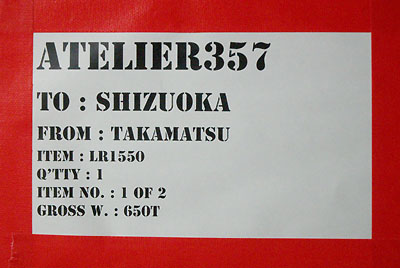 ATELIER357
TO : SHIZUOKA
FROM : TAKAMATSU
ITEM : LR1550
Q'TTY : 1
ITEM NO. : 1 OF 2
GROSS W. : 650T